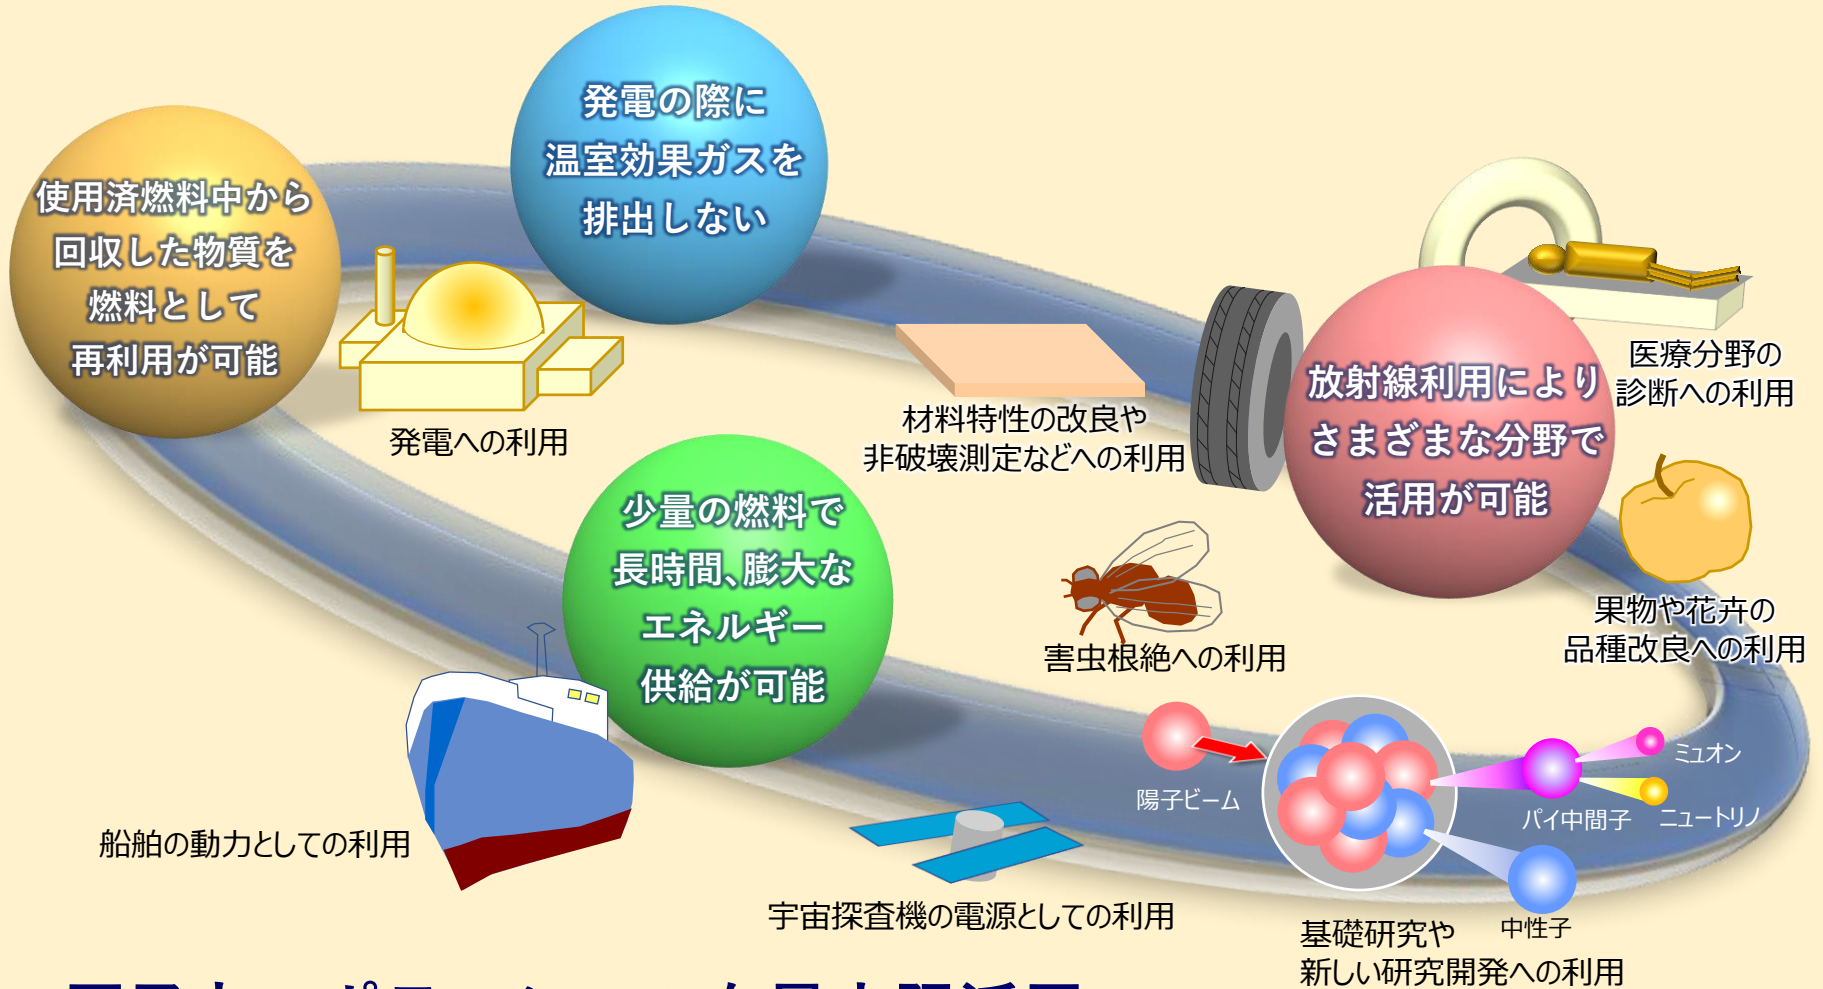 発電の際に
温室効果ガスを
排出しない
使用済燃料中から
回収した物質を
燃料として
再利用が可能
発電への利用
材料特性の改良や
非破壊測定などへの利用
放射線利用により
さまざまな分野で
活用が可能
医療分野の
診断への利用
少量の燃料で
長時間、膨大な
エネルギー
供給が可能
害虫根絶への利用
果物や花卉の
品種改良への利用
船舶の動力としての利用
宇宙探査機の電源としての利用
陽子ビーム
パイ中間子
ミュオン
ニュートリノ
中性子
基礎研究や
新しい研究開発への利用